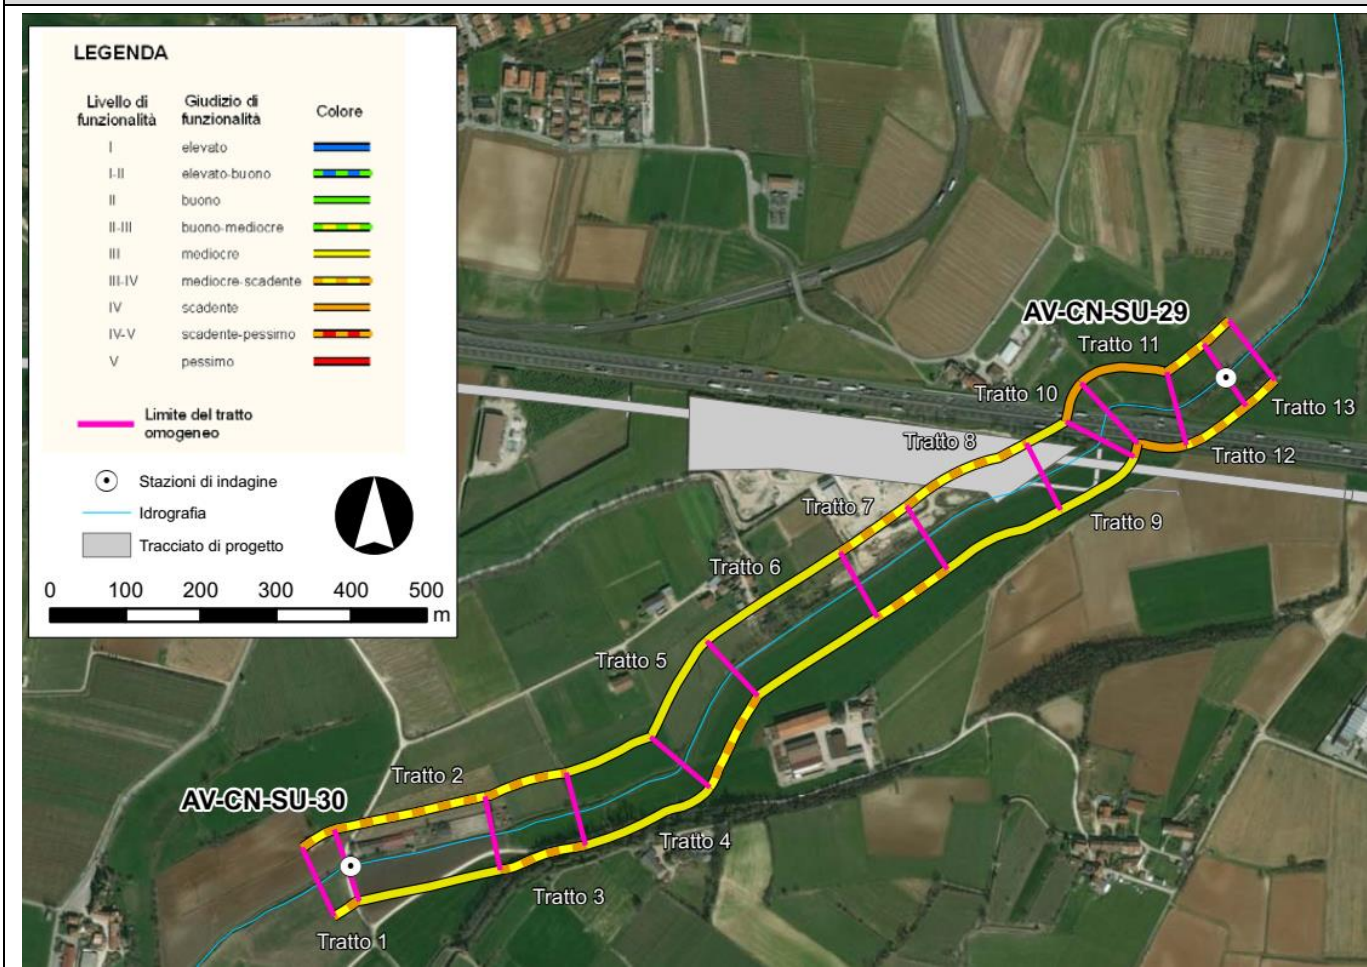 LEGENDA
Livello di funzionalità
Giudizio di funzionalità
Colore
I elevato
I-II elevato-buono
II buono
II-III buono-mediocre
III mediocre
III-IV mediocre-scadente
IV scadente
IV-V scadente-pessimo
V pessimo
Limite del tratto
omogeneo
Stazioni di indagine
Idrografia
Tracciato di progetto
0 100 200 300 400 500
m
AV-CN-SU-29
Tratto 11
Tratto 10
Tratto 13
Tratto 8
Tratto 12
Tratto 7
Tratto 9
Tratto 6
Tratto 5
Tratto 2
AV-CN-SU-30
Tratto 4
Tratto 3
Tratto 1